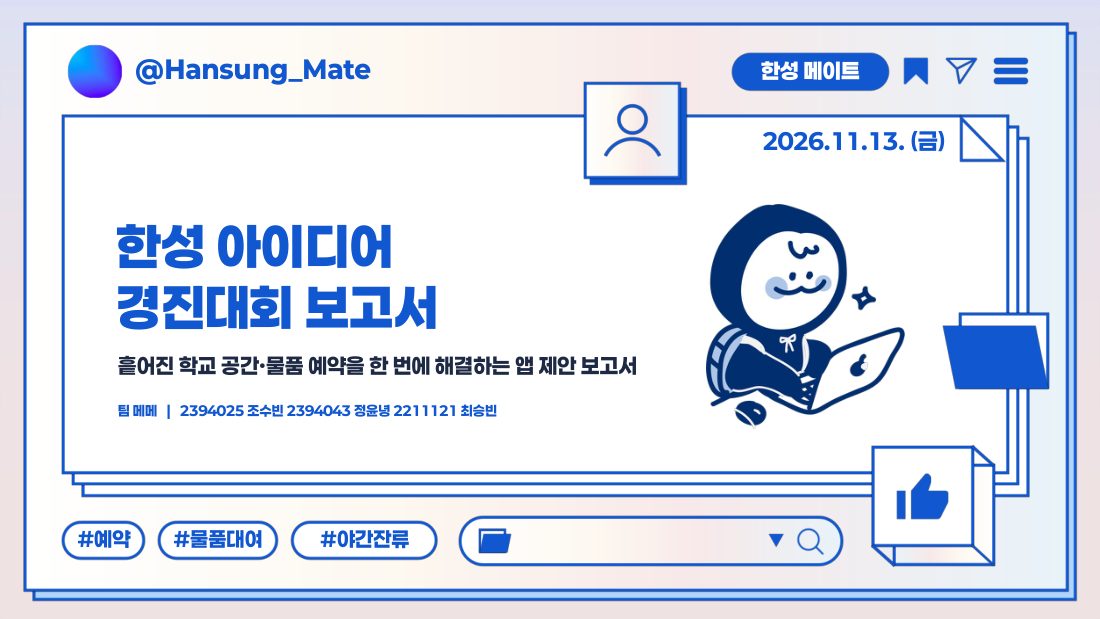 @Hansung_Mate
한성 메이트
2026.11.13. (금)
한성 아이디어
경진대회 보고서
흩어진 학교 공간·물품 예약을 한 번에 해결하는 앱 제안 보고서
팀 메메 | 2394025 조수빈 2394043 정윤녕 2211121 최승빈
#예약
#물품대여
#야간잔류